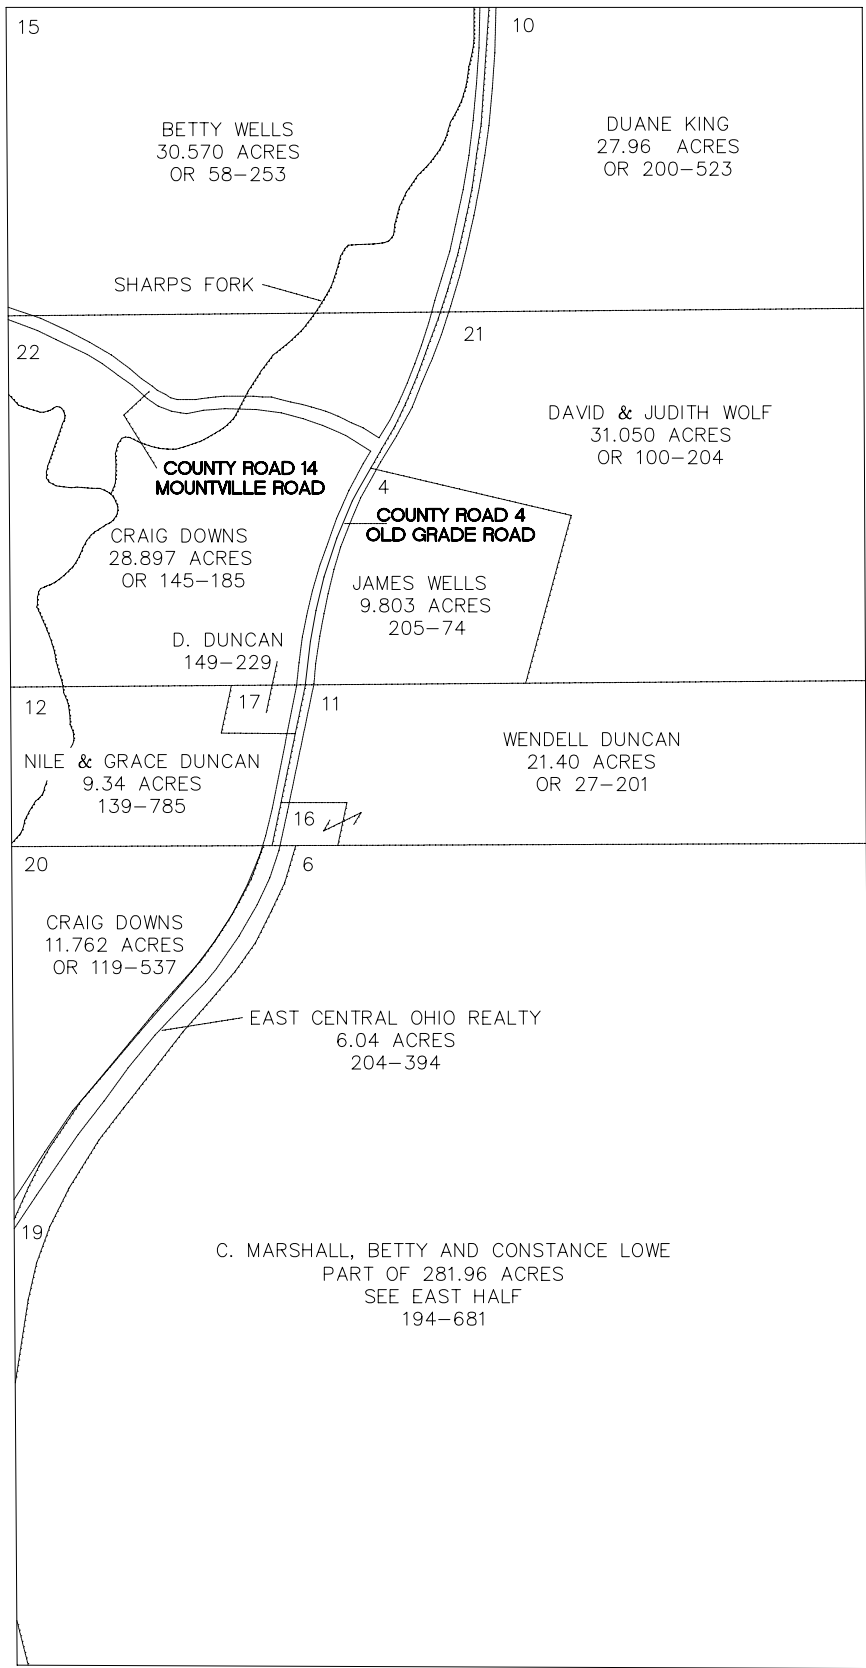 15
10
BETTY WELLS
30.570 ACRES
OR 58-253
DUANE KING
27.96 ACRES
OR 200-523
SHARPS FORK
22
21
DAVID & JUDITH WOLF
31.050 ACRES
OR 100-204
COUNTY ROAD 14
MOUNTVILLE ROAD
4
COUNTY ROAD 4
OLD GRADE ROAD
CRAIG DOWNS
28.897 ACRES
OR 145-185
JAMES WELLS
9.803 ACRES
205-74
D. DUNCAN
149-229
12
17
11
NILE & GRACE DUNCAN
9.34 ACRES
139-785
WENDELL DUNCAN
21.40 ACRES
OR 27-201
16
20
6
CRAIG DOWNS
11.762 ACRES
OR 119-537
EAST CENTRAL OHIO REALTY
6.04 ACRES
204-394
19
C. MARSHALL, BETTY AND CONSTANCE LOWE
PART OF 281.96 ACRES
SEE EAST HALF
194-681